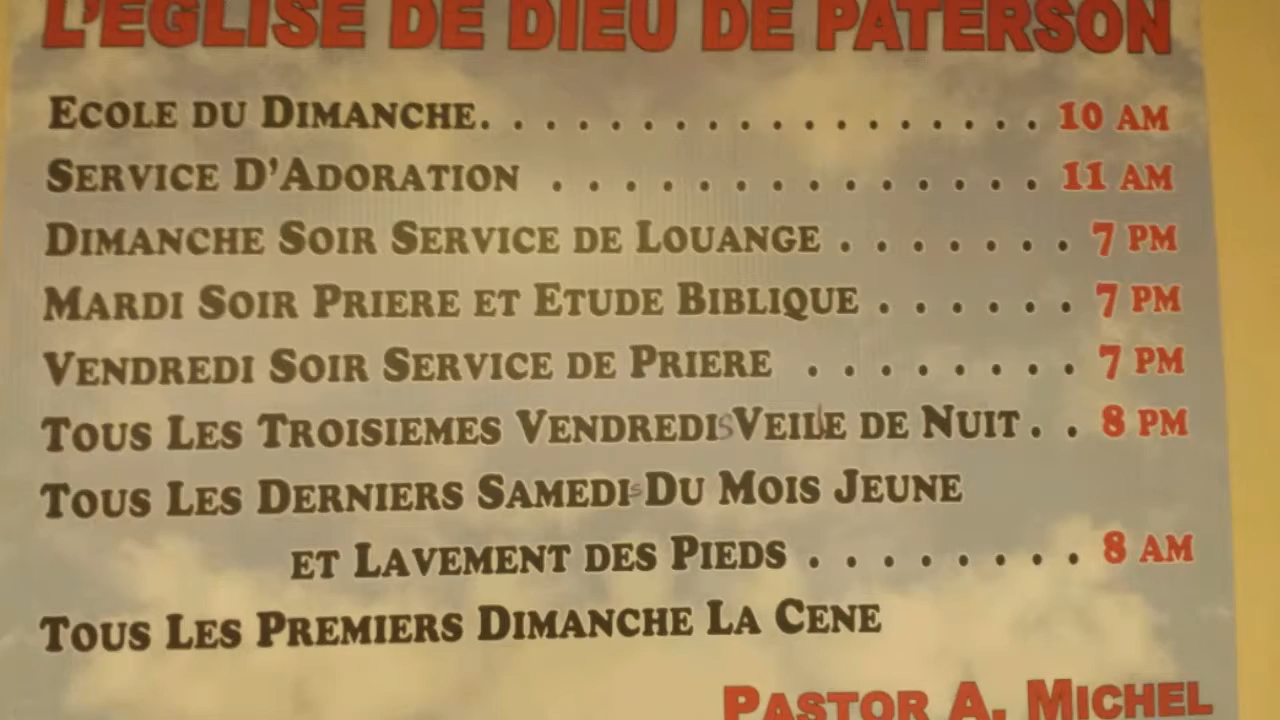 L'EGLISE DE DIEU DE PATERSON
ECOLE DU DIMANCHE. . . . . . . . . . . . . . . . . . 10 AM
SERVICE D'ADORATION . . . . . . . . . . . . . . 11 AM
DIMANCHE SOIR SERVICE DE LOUANGE . . . . . . . 7 PM
MARDI SOIR PRIERE ET ETUDE BIBLIQUE . . . . . . 7 PM
VENDREDI SOIR SERVICE DE PRIERE . . . . . . . . 7 PM
TOUS LES TROISIEMES VENDREDIs VEILlE DE NUIT . . 8 PM
TOUS LES DERNIERS SAMEDIs DU MOIS JEUNE
ET LAVEMENT DES PIEDS . . . . . . . . 8 AM
TOUS LES PREMIERS DIMANCHE LA CENE
PASTOR A. MICHEL